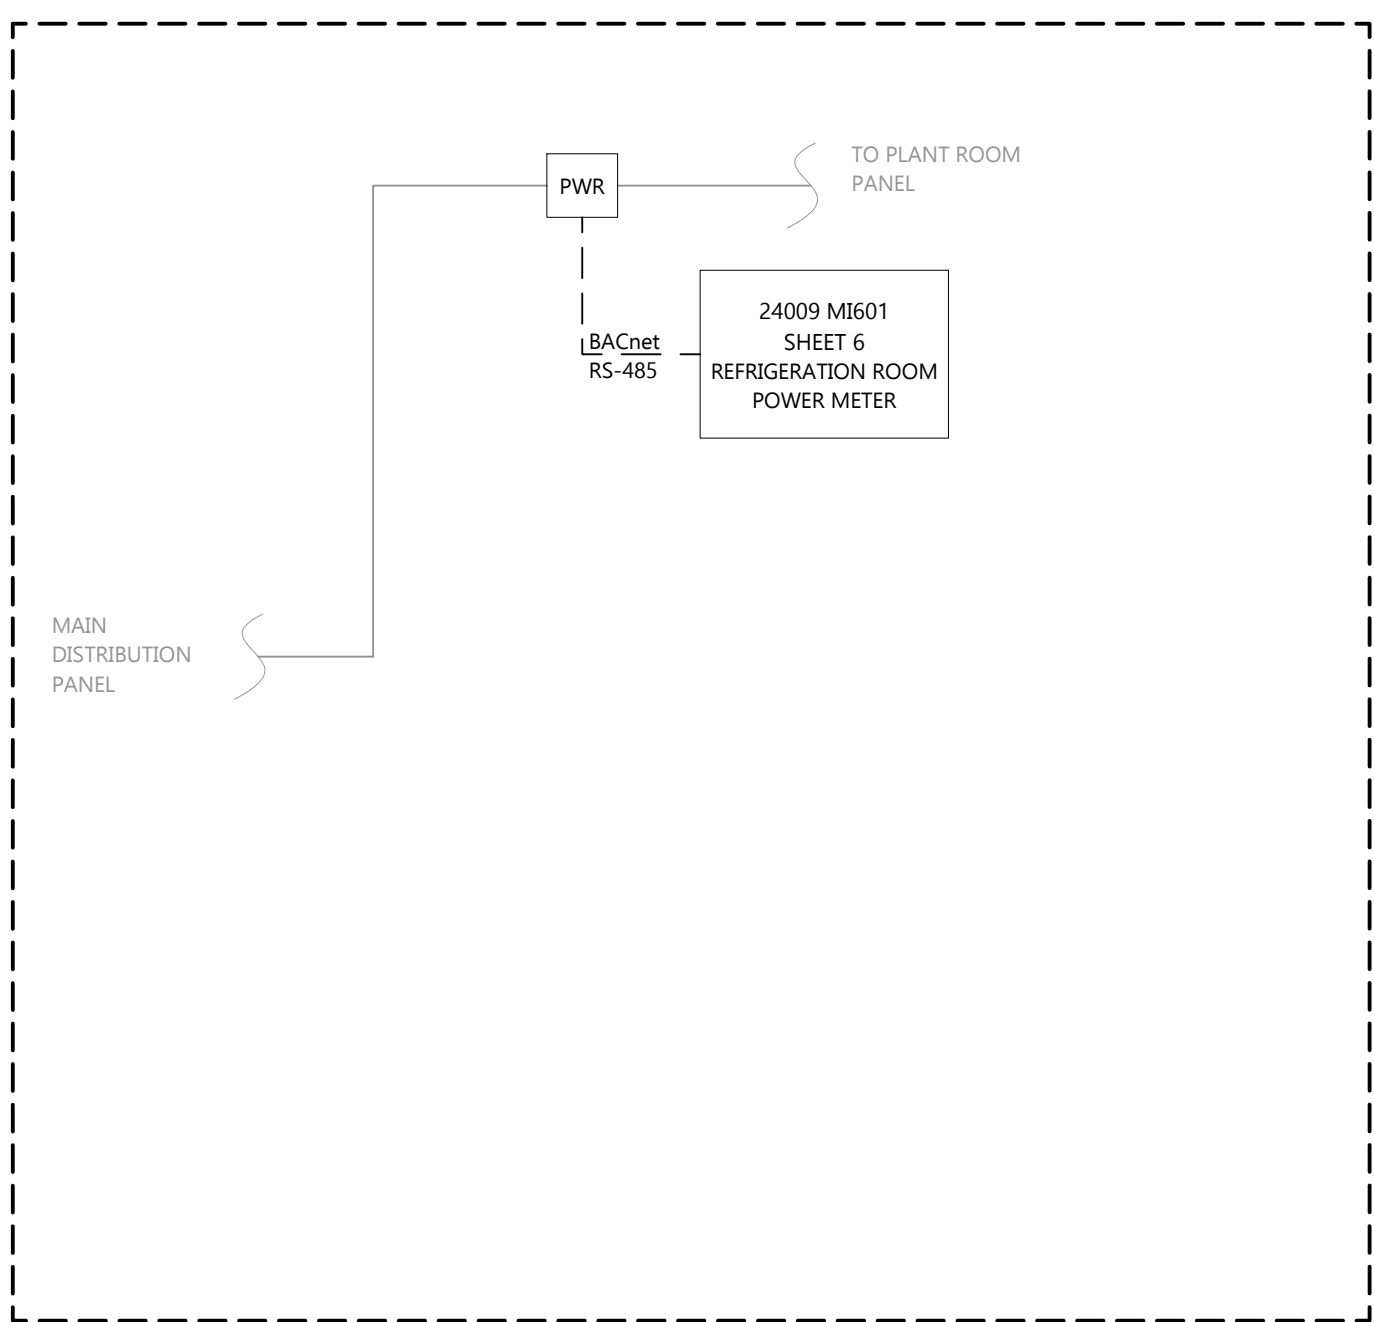 TO PLANT ROOM
PANEL
PWR
24009 MI601
SHEET 6
REFRIGERATION ROOM
POWER METER
BACnet
RS-485
MAIN
DISTRIBUTION
PANEL